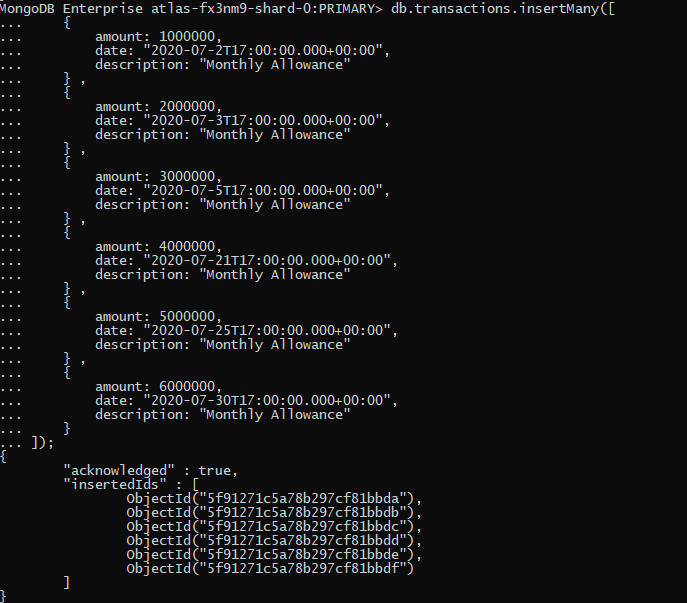 MongoDB Enterprise atlas-fx3nm9-shard-0:PRIMARY> db.transactions.insertMany([
...     {
...         amount: 1000000,
...         date: "2020-07-2T17:00:00.000+00:00",
...         description: "Monthly Allowance"
...     } ,
...     {
...         amount: 2000000,
...         date: "2020-07-3T17:00:00.000+00:00",
...         description: "Monthly Allowance"
...     } ,
...     {
...         amount: 3000000,
...         date: "2020-07-5T17:00:00.000+00:00",
...         description: "Monthly Allowance"
...     } ,
...     {
...         amount: 4000000,
...         date: "2020-07-21T17:00:00.000+00:00",
...         description: "Monthly Allowance"
...     } ,
...     {
...         amount: 5000000,
...         date: "2020-07-25T17:00:00.000+00:00",
...         description: "Monthly Allowance"
...     } ,
...     {
...         amount: 6000000,
...         date: "2020-07-30T17:00:00.000+00:00",
...         description: "Monthly Allowance"
...     }
... ]);
{
        "acknowledged" : true,
        "insertedIds" : [
                ObjectId("5f91271c5a78b297cf81bbda"),
                ObjectId("5f91271c5a78b297cf81bbdb"),
                ObjectId("5f91271c5a78b297cf81bbdc"),
                ObjectId("5f91271c5a78b297cf81bbdd"),
                ObjectId("5f91271c5a78b297cf81bbde"),
                ObjectId("5f91271c5a78b297cf81bbdf")
        ]
}